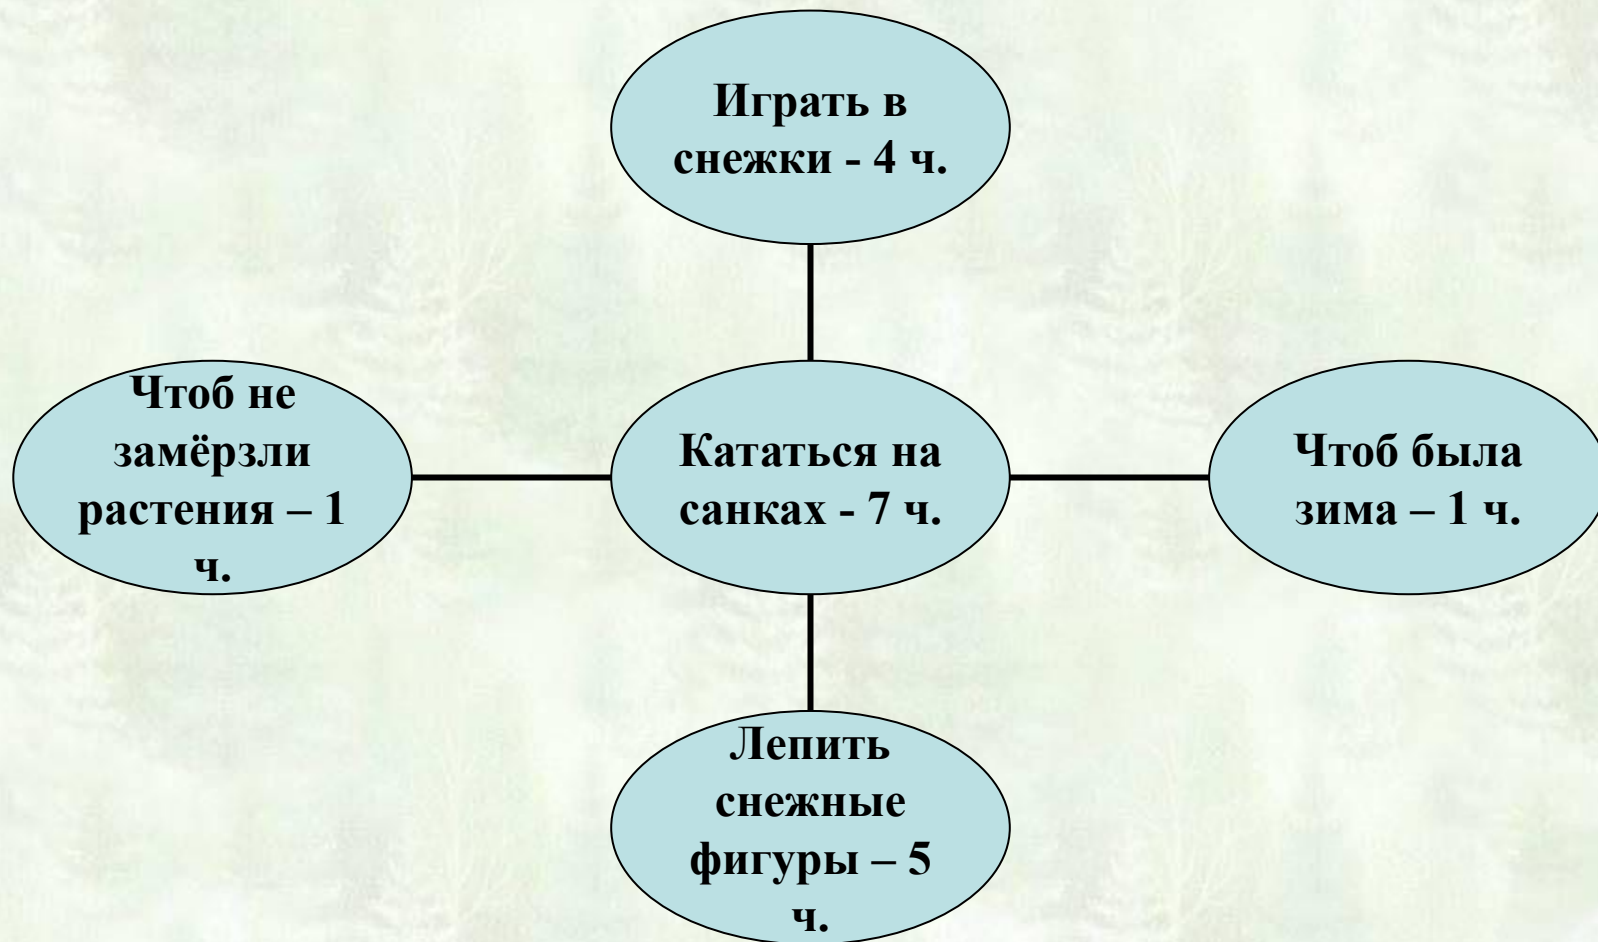 Играть в
снежки - 4 ч.
Чтоб не
замёрзли
растения – 1
ч.
Кататься на
санках - 7 ч.
Чтоб была
зима – 1 ч.
Лепить
снежные
фигуры – 5
ч.